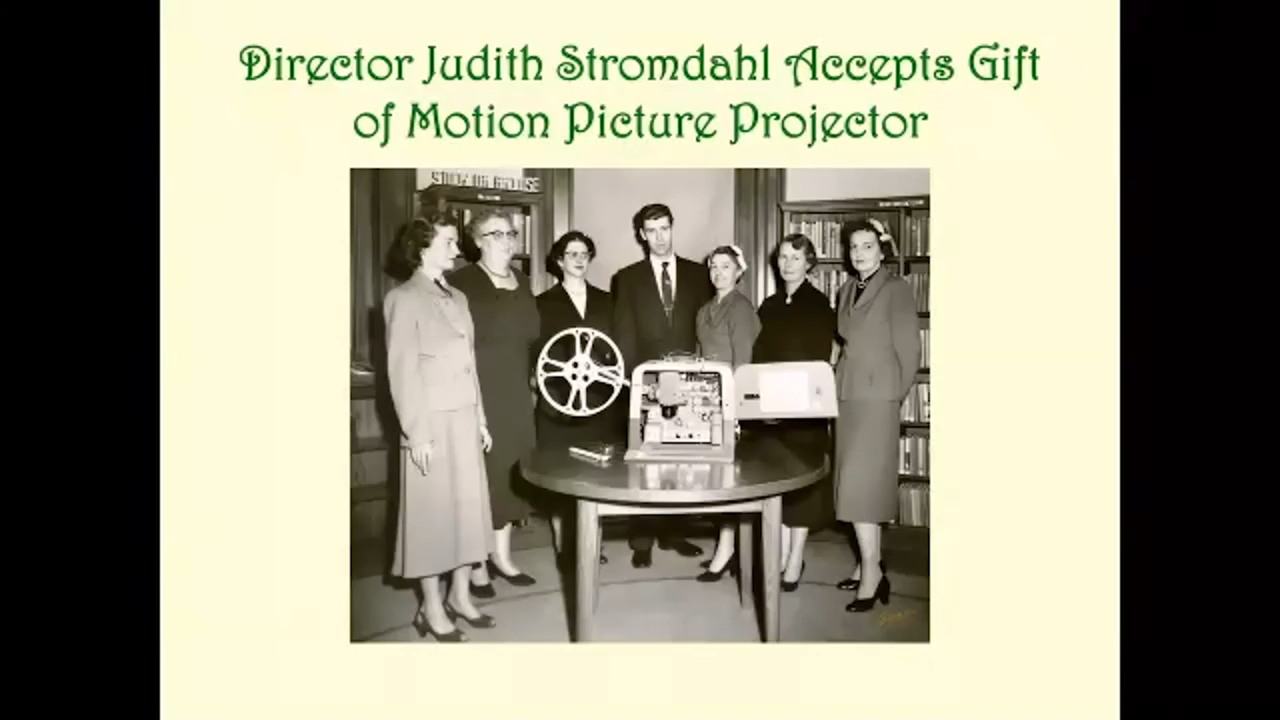 Director Judith Stromdahl Accepts Gift
of Motion Picture Projector